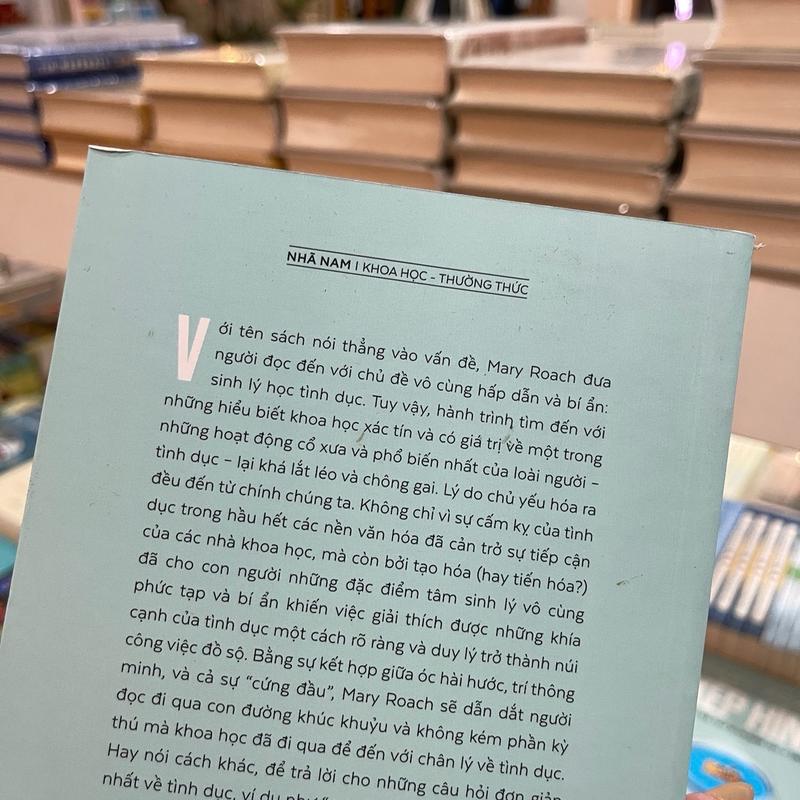 NHÃ NAM | KHOA HỌC - THƯỜNG THỨC
Với tên sách nói thẳng vào vấn đề, Mary Roach đưa
người đọc đến với chủ đề vô cùng hấp dẫn và bí ẩn:
sinh lý học tình dục. Tuy vậy, hành trình tìm đến với
những hiểu biết khoa học xác tín và có giá trị về một trong
những hoạt động cổ xưa và phổ biến nhất của loài người –
tình dục – lại khá lắt léo và chông gai. Lý do chủ yếu hóa ra
đều đến từ chính chúng ta. Không chỉ vì sự cấm kỵ của tình
dục trong hầu hết các nền văn hóa đã cản trở sự tiếp cận
của các nhà khoa học, mà còn bởi tạo hóa (hay tiến hóa?)
đã cho con người những đặc điểm tâm sinh lý vô cùng
phức tạp và bí ẩn khiến việc giải thích được những khía
cạnh của tình dục một cách rõ ràng và duy lý trở thành núi
công việc đồ sộ. Bằng sự kết hợp giữa óc hài hước, trí thông
minh, và cả sự “cứng đầu”, Mary Roach sẽ dẫn dắt người
đọc đi qua con đường khúc khuỷu và không kém phần kỳ
thú mà khoa học đã đi qua để đến với chân lý về tình dục.
Hay nói cách khác, để trả lời cho những câu hỏi đơn giản
nhất về tình dục, ví dụ như